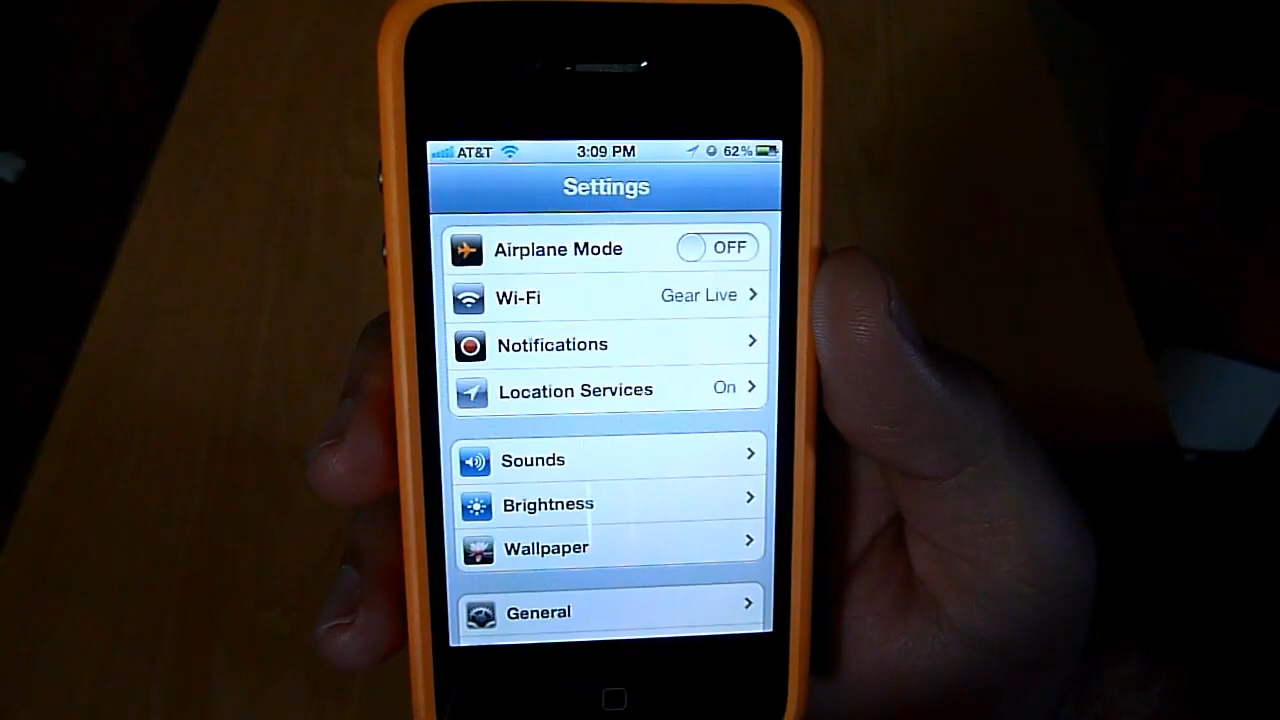 AT&T 3:09 PM 62%
Settings
Airplane Mode OFF
Wi-Fi Gear Live
Notifications
Location Services On
Sounds
Brightness
Wallpaper
General